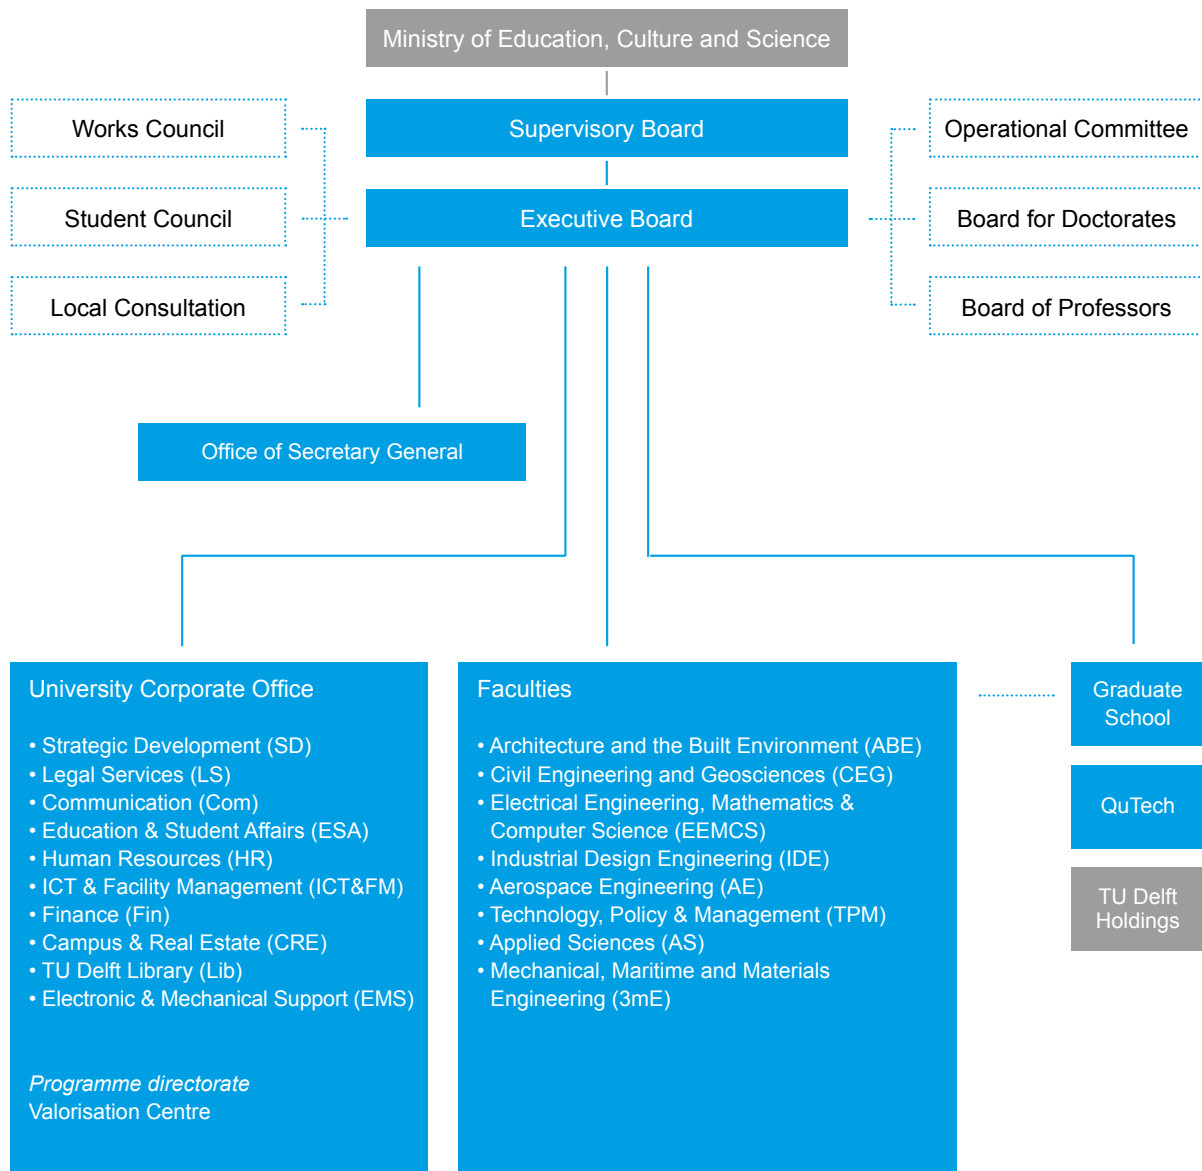 Ministry of Education, Culture and Science
Works Council
Supervisory Board
Operational Committee
Student Council
Executive Board
Board for Doctorates
Local Consultation
Board of Professors
Office of Secretary General
University Corporate Office
• Strategic Development (SD)
• Legal Services (LS)
• Communication (Com)
• Education & Student Affairs (ESA)
• Human Resources (HR)
• ICT & Facility Management (ICT&FM)
• Finance (Fin)
• Campus & Real Estate (CRE)
• TU Delft Library (Lib)
• Electronic & Mechanical Support (EMS)
Programme directorate
Valorisation Centre
Faculties
• Architecture and the Built Environment (ABE)
• Civil Engineering and Geosciences (CEG)
• Electrical Engineering, Mathematics &
Computer Science (EEMCS)
• Industrial Design Engineering (IDE)
• Aerospace Engineering (AE)
• Technology, Policy & Management (TPM)
• Applied Sciences (AS)
• Mechanical, Maritime and Materials
Engineering (3mE)
Graduate
School
QuTech
TU Delft
Holdings